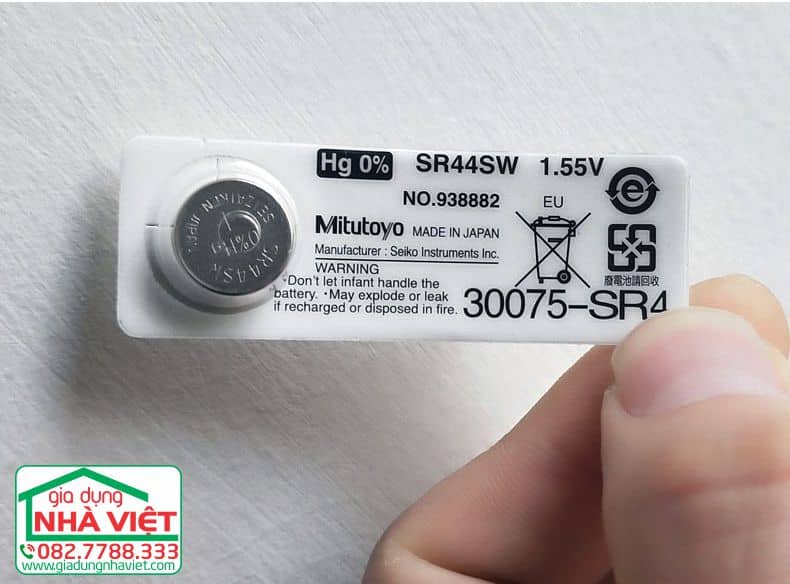 Hg 0% SR44SW 1.55V
NO.938882 EU
Mitutoyo MADE IN JAPAN
Manufacturer : Seiko Instruments Inc.
廢電池請回收
WARNING
・Don't let infant handle the
battery. ・May explode or leak
if recharged or disposed in fire.
30075-SR4
SR44SW
0%Hg
SEIZAIKEN JAPAN
gia dụng
NHÀ VIỆT
082.7788.333
www.giadungnhaviet.com